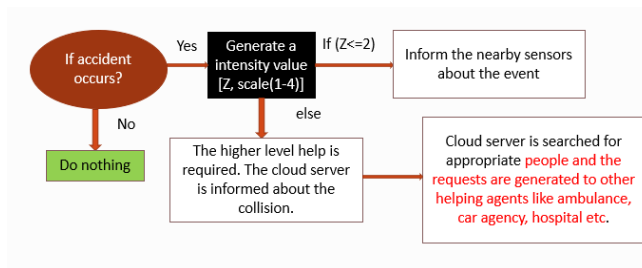 If accident
occurs?
Yes
Generate a
intensity value
[Z, scale(1-4)]
If (Z<=2)
Inform the nearby sensors
about the event
No
else
Do nothing
The higher level help is
required. The cloud server
is informed about the
collision.
Cloud server is searched for
appropriate people and the
requests are generated to other
helping agents like ambulance,
car agency, hospital etc.